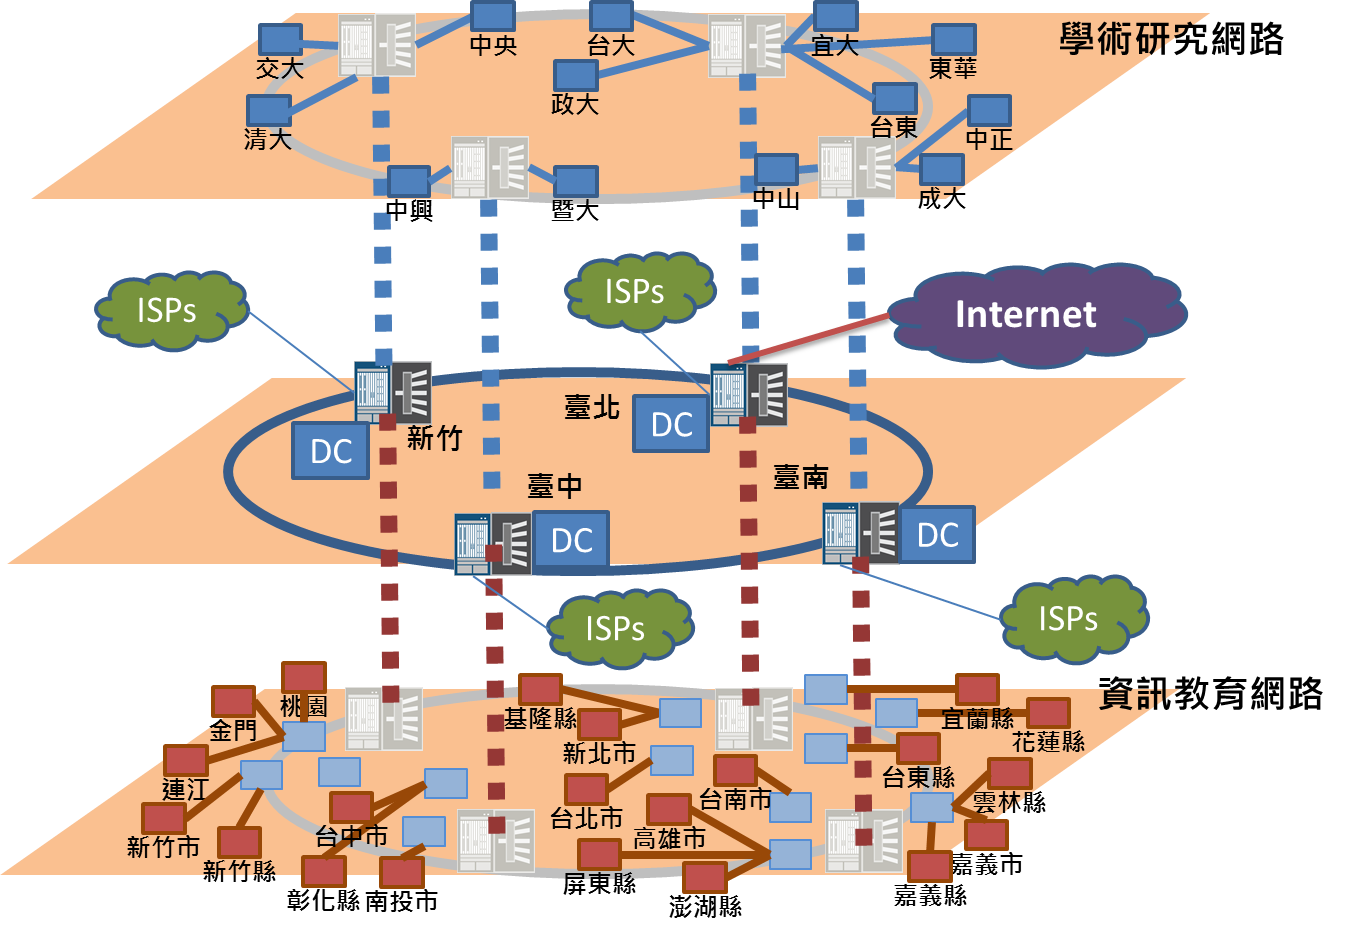 學術研究網路
中央
台大
宜大
交大
東華
政大
清大
台東
中正
中興
暨大
中山
成大
ISPs
ISPs
Internet
臺北
DC
新竹
DC
臺中
臺南
DC
DC
ISPs
ISPs
資訊教育網路
桃園
金門
基隆縣
宜蘭縣
新北市
花蓮縣
連江
台東縣
台南市
雲林縣
台中市
台北市
高雄市
新竹市
新竹縣
嘉義市
屏東縣
彰化縣
南投市
嘉義縣
澎湖縣